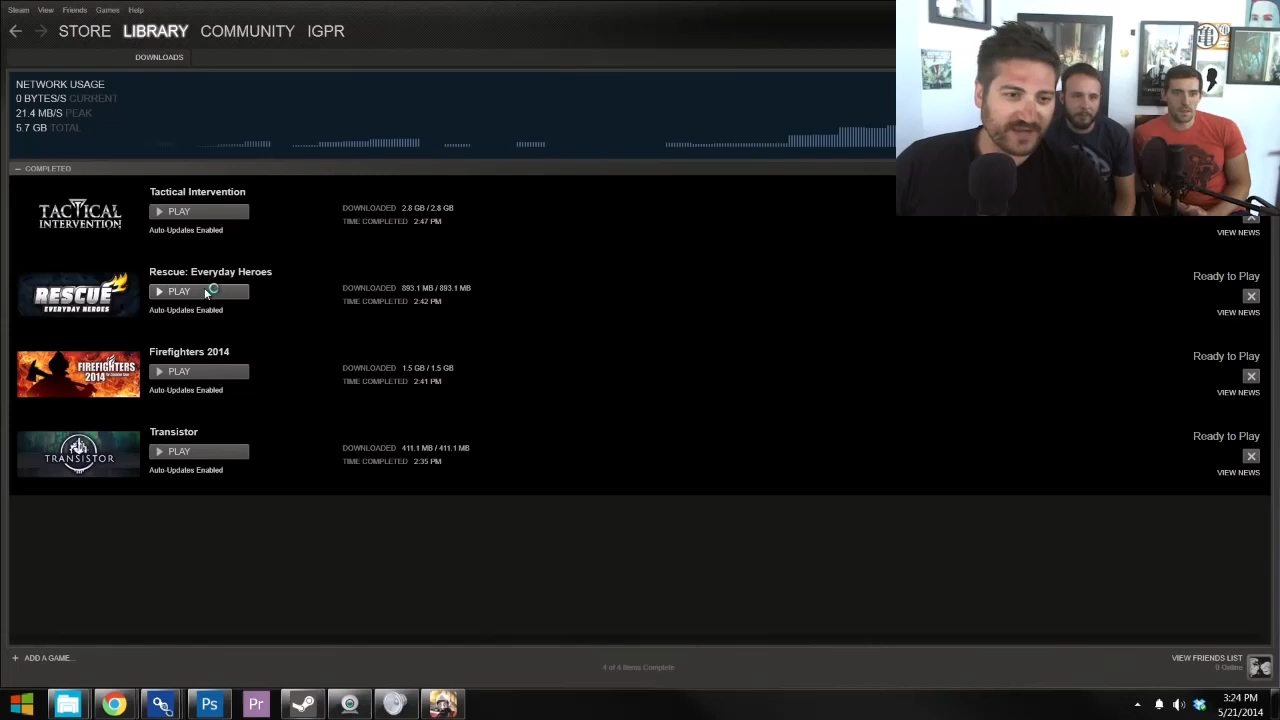 Steam View Friends Games Help
STORE LIBRARY COMMUNITY IGPR
DOWNLOADS
NETWORK USAGE
0 BYTES/S CURRENT
21.4 MB/S PEAK
5.7 GB TOTAL
COMPLETED
TACTICAL INTERVENTION
Tactical Intervention
PLAY
Auto-Updates Enabled
DOWNLOADED 2.8 GB / 2.8 GB
TIME COMPLETED 2:47 PM
VIEW NEWS
RESCUE
EVERYDAY HEROES
Rescue: Everyday Heroes
PLAY
Auto-Updates Enabled
DOWNLOADED 893.1 MB / 893.1 MB
TIME COMPLETED 2:42 PM
Ready to Play
VIEW NEWS
FIREFIGHTERS
2014
Firefighters 2014
PLAY
Auto-Updates Enabled
DOWNLOADED 1.5 GB / 1.5 GB
TIME COMPLETED 2:41 PM
Ready to Play
VIEW NEWS
TRANSISTOR
Transistor
PLAY
Auto-Updates Enabled
DOWNLOADED 411.1 MB / 411.1 MB
TIME COMPLETED 2:35 PM
Ready to Play
VIEW NEWS
+ ADD A GAME...
4 of 4 Items Complete
VIEW FRIENDS LIST
0 Online
Ps Pr
3:24 PM
5/21/2014